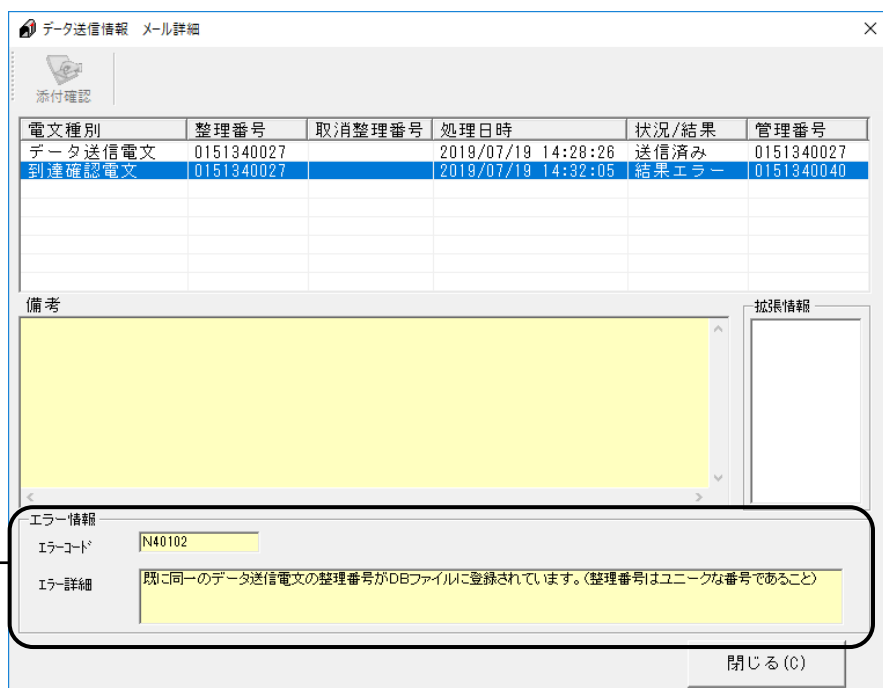 データ送信情報 メール詳細
添付確認
電文種別 整理番号 取消整理番号 処理日時 状況/結果 管理番号
データ送信電文 0151340027 2019/07/19 14:28:26 送信済み 0151340027
到達確認電文 0151340027 2019/07/19 14:32:05 結果エラー 0151340040
備考
拡張情報
エラー情報
エラーコード N40102
エラー詳細 既に同一のデータ送信電文の整理番号がDBファイルに登録されています。(整理番号はユニークな番号であること)
閉じる(C)